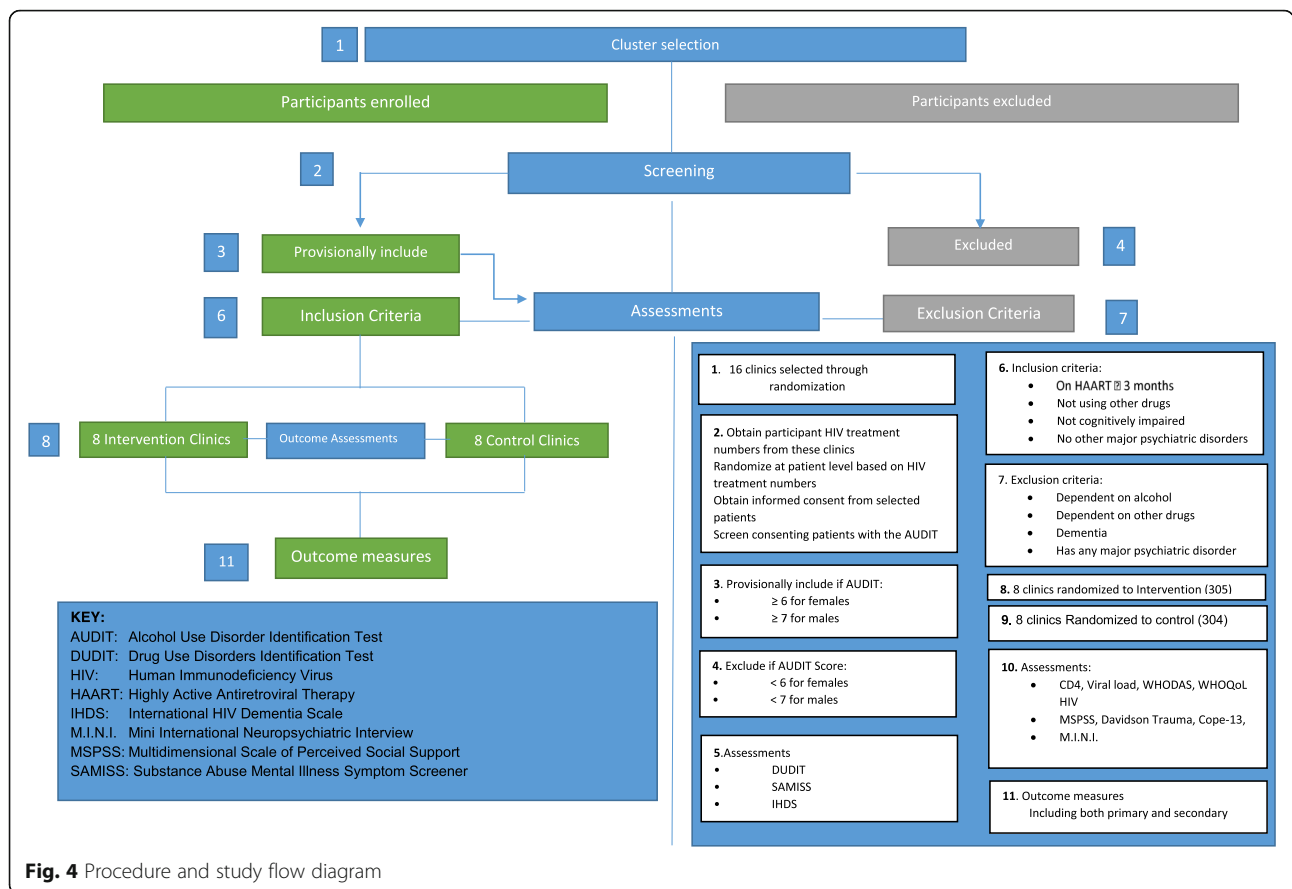 1
Cluster selection
Participants enrolled
Participants excluded
2
Screening
3
Provisionally include
Excluded
4
6
Inclusion Criteria
Assessments
Exclusion Criteria
7
8
8 Intervention Clinics
Outcome Assessments
8 Control Clinics
11
Outcome measures
KEY:
AUDIT: Alcohol Use Disorder Identification Test
DUDIT: Drug Use Disorders Identification Test
HIV: Human Immunodeficiency Virus
HAART: Highly Active Antiretroviral Therapy
IHDS: International HIV Dementia Scale
M.I.N.I. Mini International Neuropsychiatric Interview
MSPSS: Multidimensional Scale of Perceived Social Support
SAMISS: Substance Abuse Mental Illness Symptom Screener
1. 16 clinics selected through
randomization
2. Obtain participant HIV treatment
numbers from these clinics
Randomize at patient level based on HIV
treatment numbers
Obtain informed consent from selected
patients
Screen consenting patients with the AUDIT
3. Provisionally include if AUDIT:
• ≥ 6 for females
• ≥ 7 for males
4. Exclude if AUDIT Score:
• < 6 for females
• < 7 for males
5.Assessments
• DUDIT
• SAMISS
• IHDS
6. Inclusion criteria:
• On HAART 3 months
• Not using other drugs
• Not cognitively impaired
• No other major psychiatric disorders
7. Exclusion criteria:
• Dependent on alcohol
• Dependent on other drugs
• Dementia
• Has any major psychiatric disorder
8. 8 clinics randomized to Intervention (305)
9. 8 clinics Randomized to control (304)
10. Assessments:
• CD4, Viral load, WHODAS, WHOQoL
HIV
• MSPSS, Davidson Trauma, Cope-13,
• M.I.N.I.
11. Outcome measures
Including both primary and secondary
Fig. 4 Procedure and study flow diagram